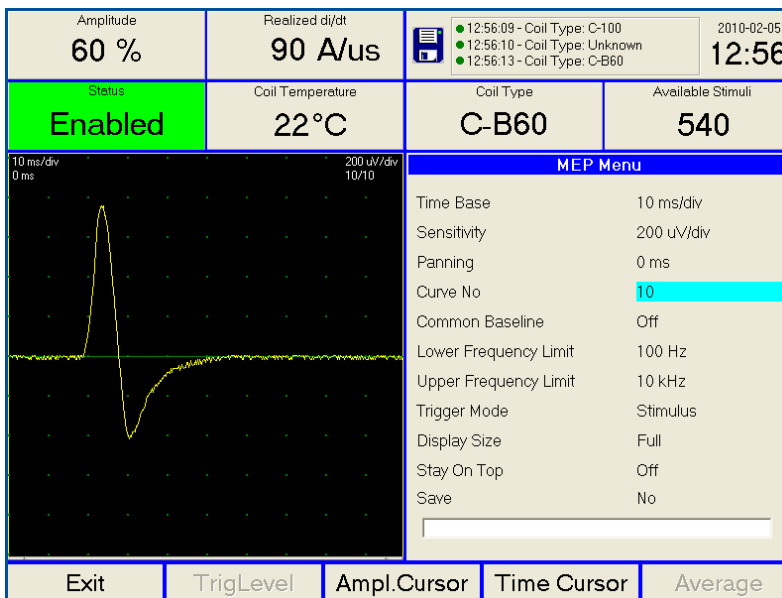 Amplitude
60 %
Realized di/dt
90 A/us
12:56:09 - Coil Type: C-100
12:56:10 - Coil Type: Unknown
12:56:13 - Coil Type: C-B60
2010-02-05
12:56
Status
Enabled
Coil Temperature
22°C
Coil Type
C-B60
Available Stimuli
540
10 ms/div 200 uV/div
0 ms 10/10
MEP Menu
Time Base 10 ms/div
Sensitivity 200 uV/div
Panning 0 ms
Curve No 10
Common Baseline Off
Lower Frequency Limit 100 Hz
Upper Frequency Limit 10 kHz
Trigger Mode Stimulus
Display Size Full
Stay On Top Off
Save No
Exit TrigLevel Ampl.Cursor Time Cursor Average